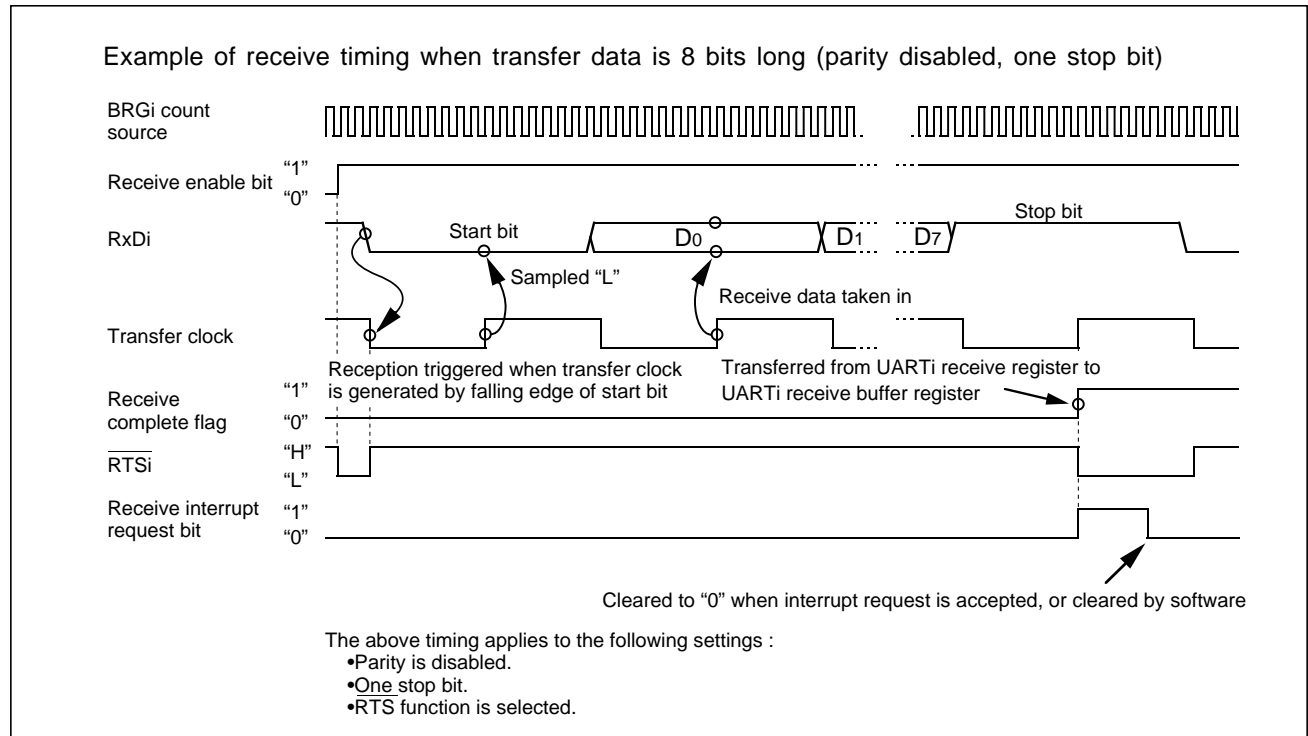 Example of receive timing when transfer data is 8 bits long (parity disabled, one stop bit)
BRGi count
source
Receive enable bit
“1”
“0”
RxDi
Start bit
D0
D1
D7
Stop bit
Sampled “L”
Receive data taken in
Transfer clock
Reception triggered when transfer clock
is generated by falling edge of start bit
Transferred from UARTi receive register to
UARTi receive buffer register
Receive
complete flag
“1”
“0”
RTSi
“H”
“L”
Receive interrupt
request bit
“1”
“0”
Cleared to “0” when interrupt request is accepted, or cleared by software
The above timing applies to the following settings :
•Parity is disabled.
•One stop bit.
•RTS function is selected.